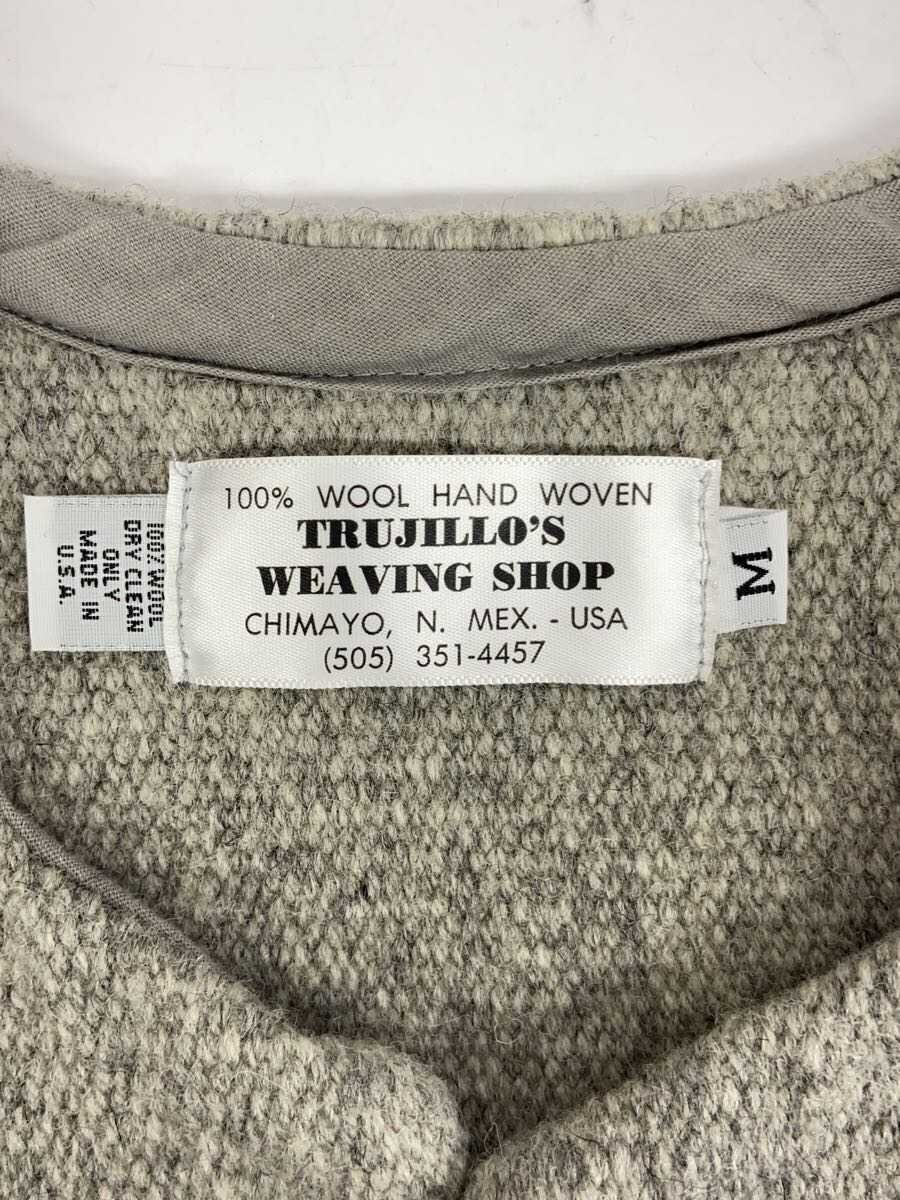 100% WOOL HAND WOVEN
TRUJILLO'S
WEAVING SHOP
CHIMAYO, N. MEX. - USA
(505) 351-4457
100% WOOL
DRY CLEAN
ONLY
MADE IN
U.S.A.
M